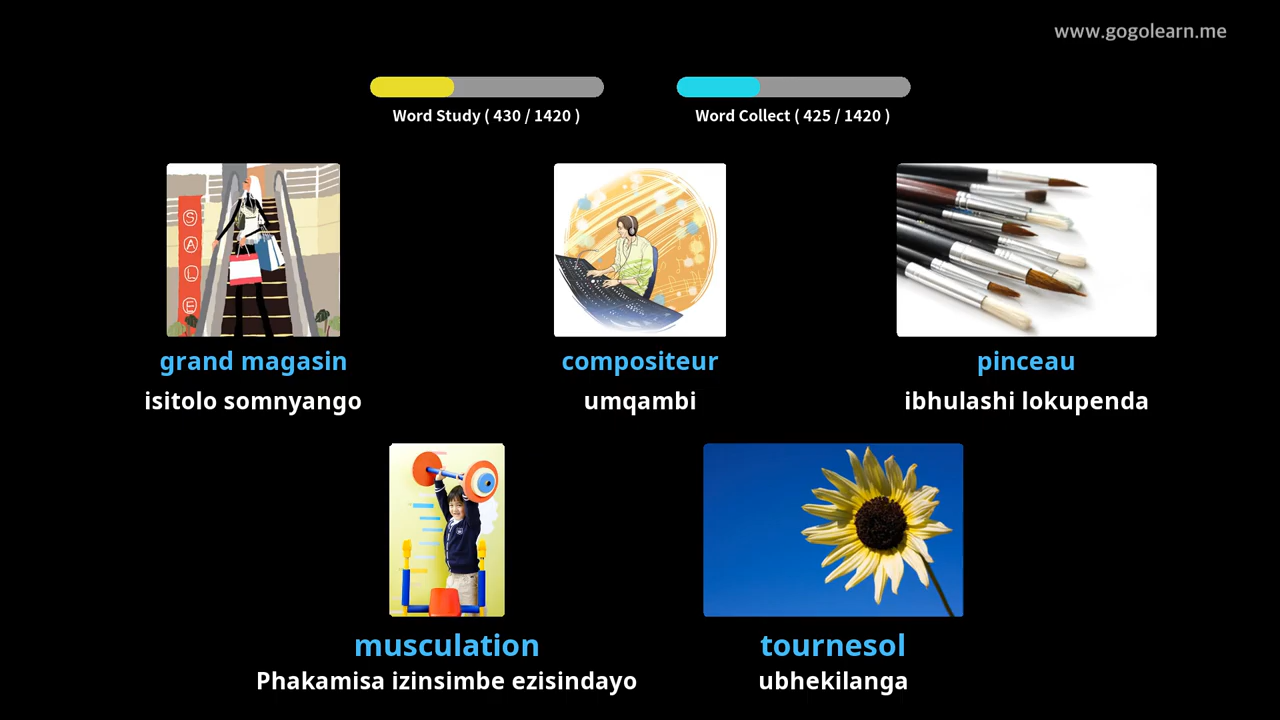 www.gogolearn.me
Word Study ( 430 / 1420 )
Word Collect ( 425 / 1420 )
SALE
grand magasin
compositeur
pinceau
isitolo somnyango
umqambi
ibhulashi lokupenda
musculation
tournesol
Phakamisa izinsimbe ezisindayo
ubhekilanga